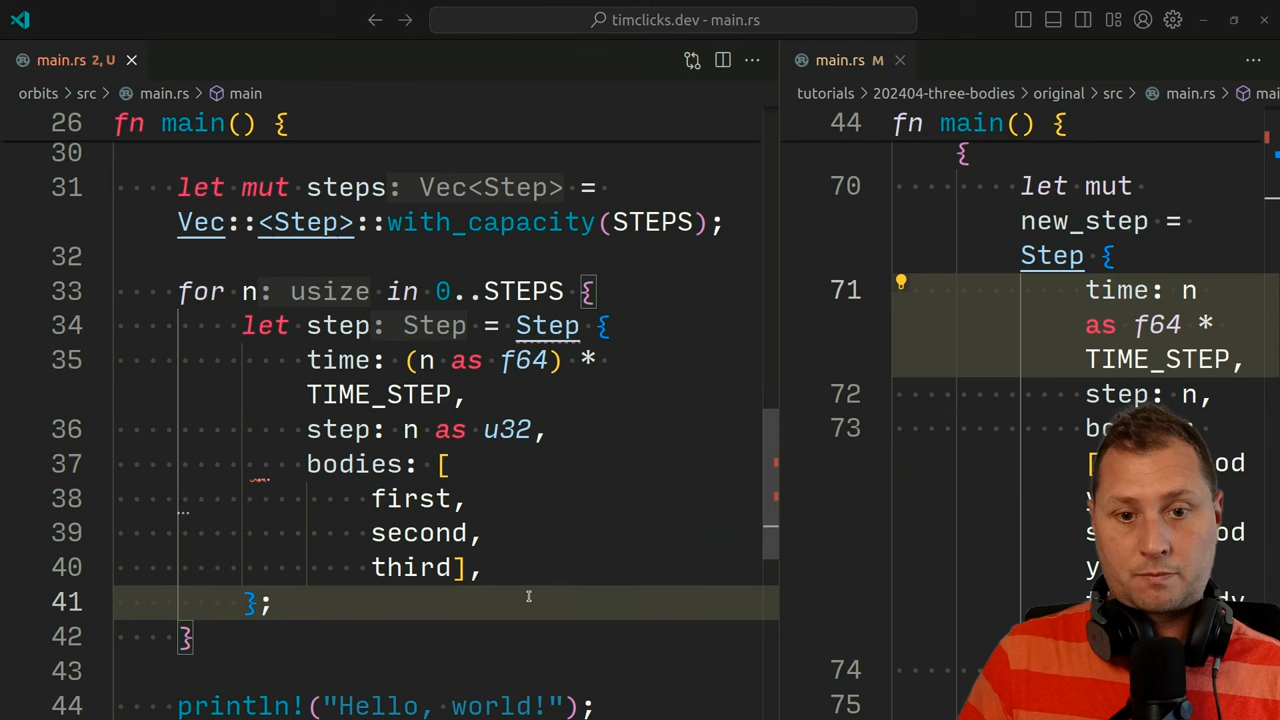 timclicks.dev - main.rs
main.rs 2, U
orbits > src > main.rs > main
26 fn main() {
30
31 let mut steps: Vec<Step> =
Vec::<Step>::with_capacity(STEPS);
32
33 for n: usize in 0..STEPS {
34 let step: Step = Step {
35 time: (n as f64) *
TIME_STEP,
36 step: n as u32,
37 bodies: [
38 first,
39 second,
40 third],
41 };
42 }
43
44 println!("Hello, world!");
main.rs M
tutorials > 202404-three-bodies > original > src > main.rs >
44 fn main() {
{
70 let mut
new_step =
Step {
71 time: n
as f64 *
TIME_STEP,
72 step: n,
73
74
75